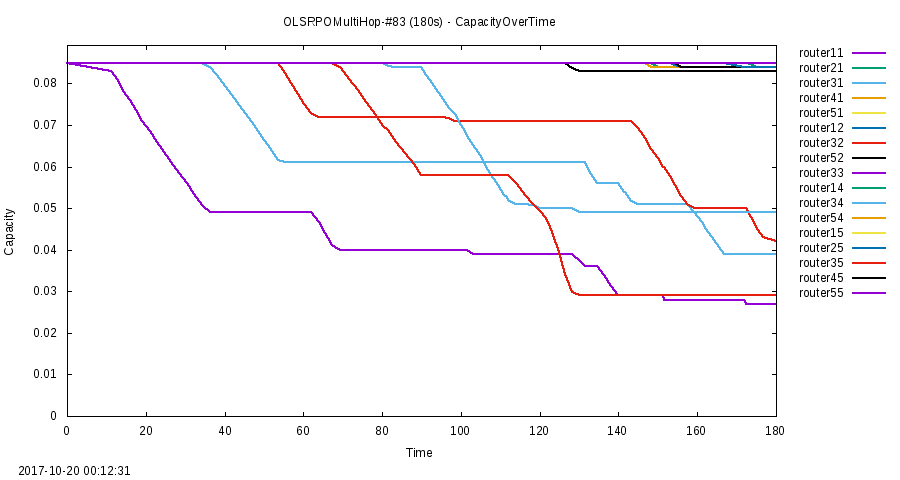 OLSRPOMultiHop-#83 (180s) - CapacityOverTime
Capacity
0.08
0.07
0.06
0.05
0.04
0.03
0.02
0.01
0
0 20 40 60 80 100 120 140 160 180
Time
router11
router21
router31
router41
router51
router12
router32
router52
router33
router14
router34
router54
router15
router25
router35
router45
router55
2017-10-20 00:12:31